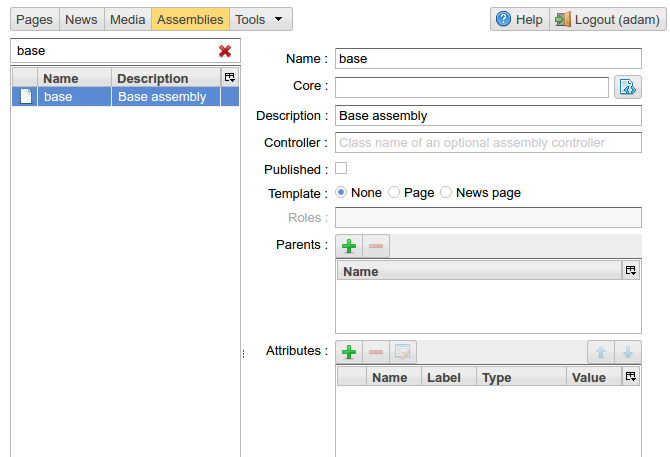 Pages News Media Assemblies Tools Help Logout (adam)
base
Name Description
base Base assembly
Name : base
Core :
Description : Base assembly
Controller : Class name of an optional assembly controller
Published :
Template : None Page News page
Roles :
Parents :
Name
Attributes :
Name Label Type Value